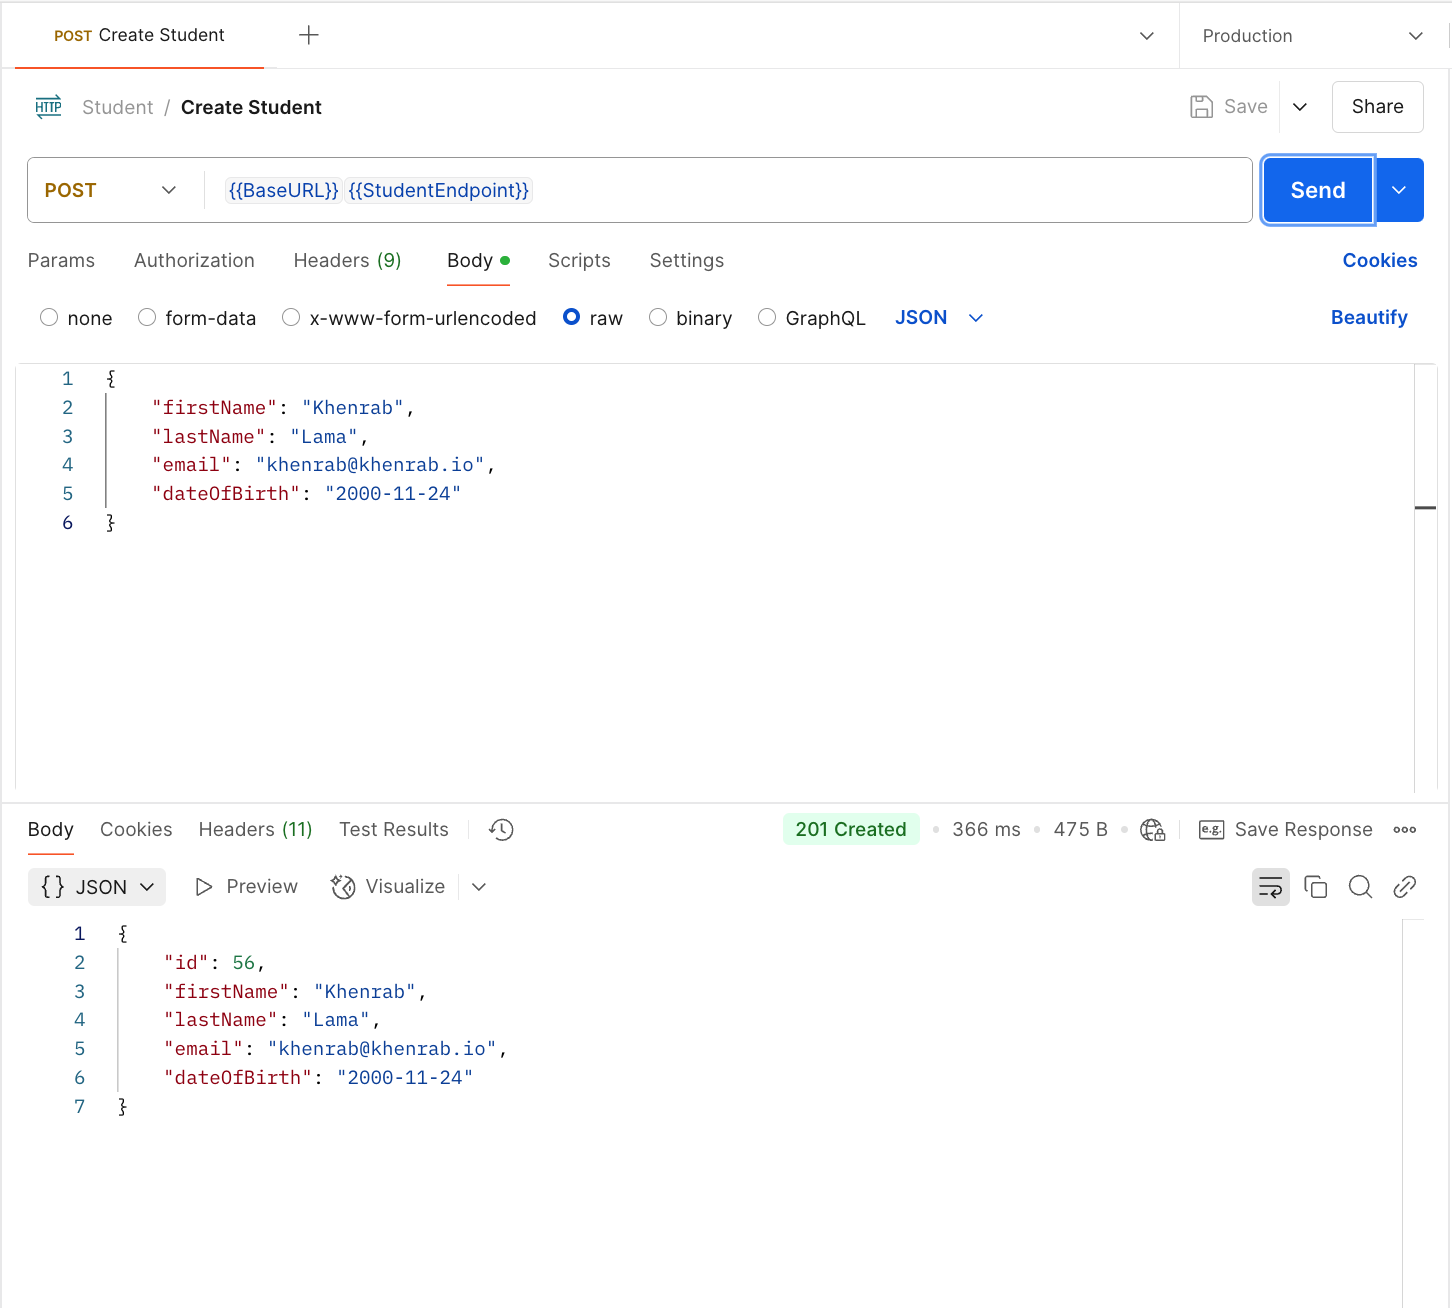 POST Create Student
Production
HTTP Student / Create Student Save Share
POST {{BaseURL}} {{StudentEndpoint}} Send
Params Authorization Headers (9) Body Scripts Settings Cookies
none form-data x-www-form-urlencoded raw binary GraphQL JSON Beautify
1 {
2 "firstName": "Khenrab",
3 "lastName": "Lama",
4 "email": "khenrab@khenrab.io",
5 "dateOfBirth": "2000-11-24"
6 }
Body Cookies Headers (11) Test Results 201 Created • 366 ms • 475 B • e.g. Save Response
{} JSON Preview Visualize
1 {
2 "id": 56,
3 "firstName": "Khenrab",
4 "lastName": "Lama",
5 "email": "khenrab@khenrab.io",
6 "dateOfBirth": "2000-11-24"
7 }